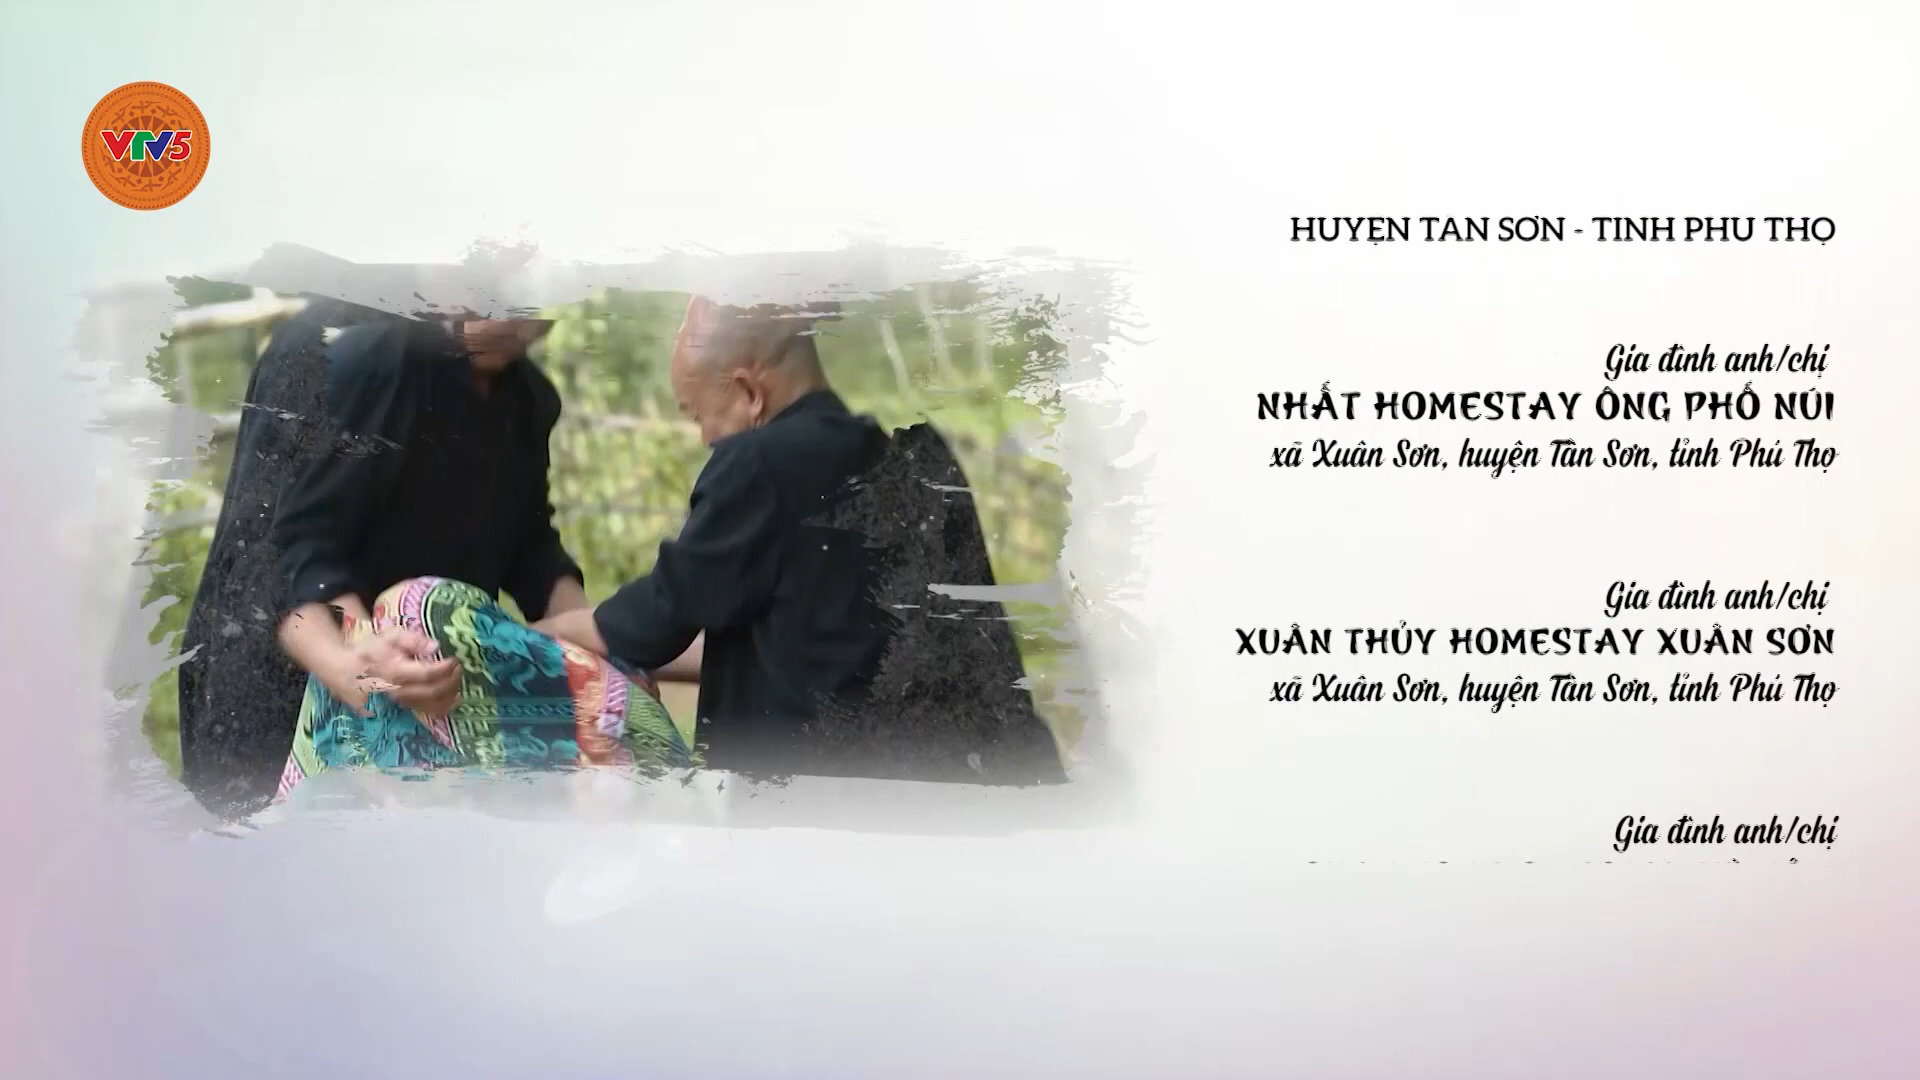 VTV5
HUYỆN TAN SƠN - TINH PHU THỌ
Gia đình anh/chị
NHẤT HOMESTAY ÔNG PHỐ NÚI
xã Xuân Sơn, huyện Tân Sơn, tỉnh Phú Thọ
Gia đình anh/chị
XUÂN THỦY HOMESTAY XUÂN SƠN
xã Xuân Sơn, huyện Tân Sơn, tỉnh Phú Thọ
Gia đình anh/chị